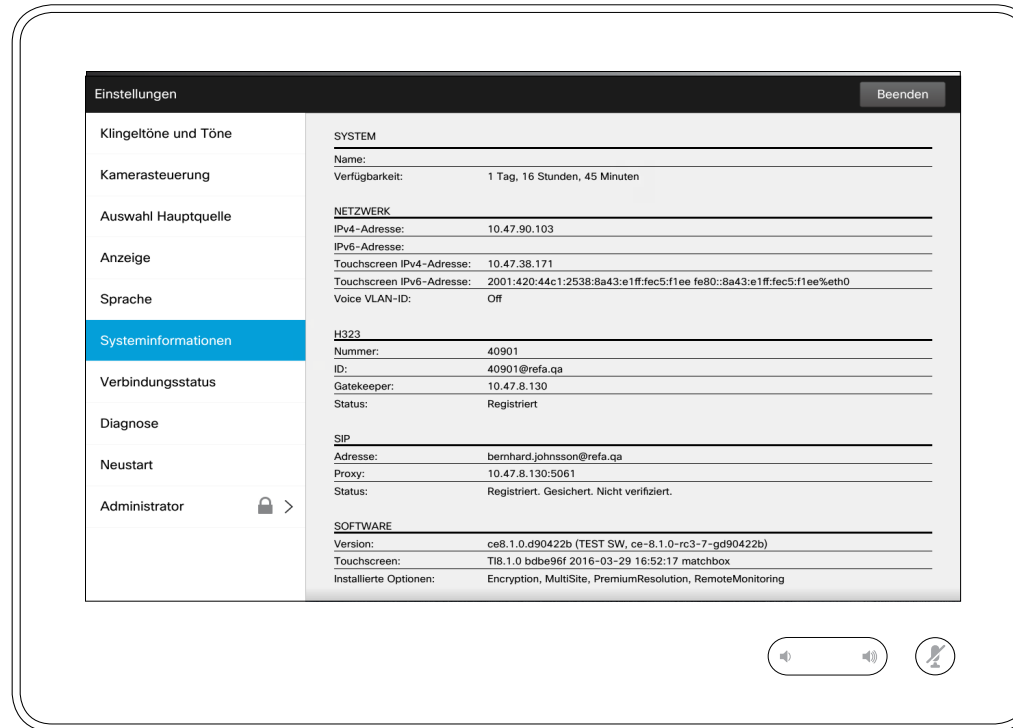 Einstellungen
Beenden
Klingeltöne und Töne
Kamerasteuerung
Auswahl Hauptquelle
Anzeige
Sprache
Systeminformationen
Verbindungsstatus
Diagnose
Neustart
Administrator
SYSTEM
Name:
Verfügbarkeit: 1 Tag, 16 Stunden, 45 Minuten
NETZWERK
IPv4-Adresse: 10.47.90.103
IPv6-Adresse:
Touchscreen IPv4-Adresse: 10.47.38.171
Touchscreen IPv6-Adresse: 2001:420:44c1:2538:8a43:e1ff:fec5:f1ee fe80::8a43:e1ff:fec5:f1ee%eth0
Voice VLAN-ID: Off
H323
Nummer: 40901
ID: 40901@refa.qa
Gatekeeper: 10.47.8.130
Status: Registriert
SIP
Adresse: bernhard.johnsson@refa.qa
Proxy: 10.47.8.130:5061
Status: Registriert. Gesichert. Nicht verifiziert.
SOFTWARE
Version: ce8.1.0.d90422b (TEST SW, ce-8.1.0-rc3-7-gd90422b)
Touchscreen: TI8.1.0 bdbe96f 2016-03-29 16:52:17 matchbox
Installierte Optionen: Encryption, MultiSite, PremiumResolution, RemoteMonitoring